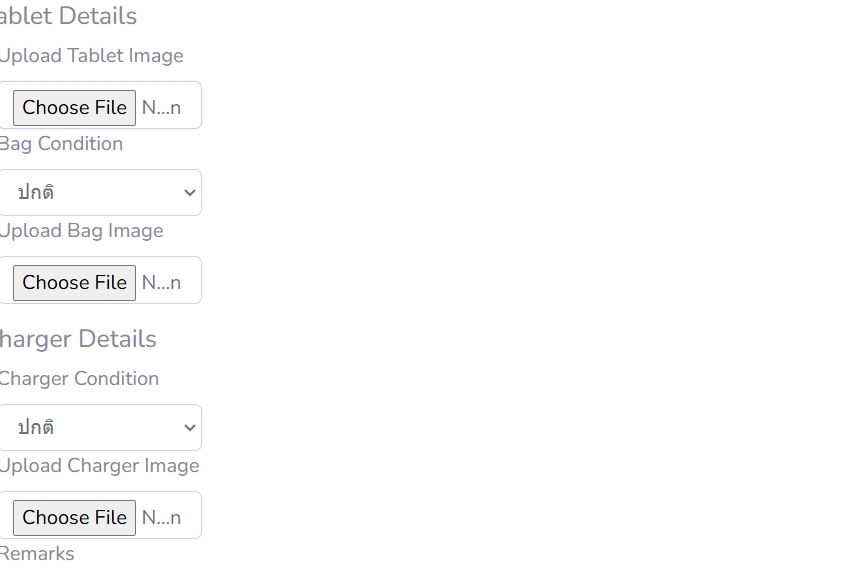 ablet Details
Upload Tablet Image
Choose File N...n
Bag Condition
ปกติ
Upload Bag Image
Choose File N...n
harger Details
Charger Condition
ปกติ
Upload Charger Image
Choose File N...n
Remarks